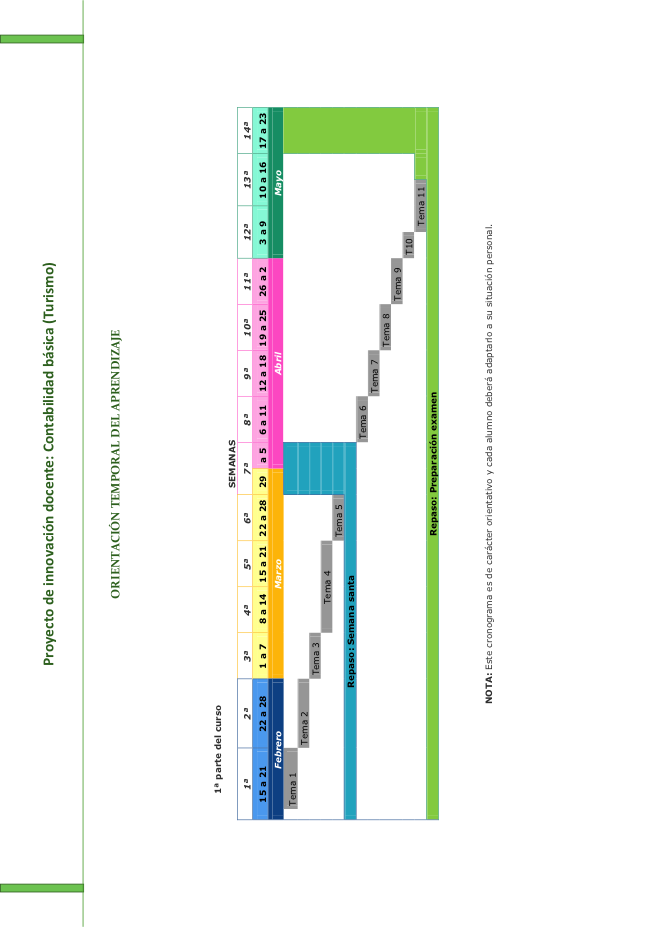 Proyecto de innovación docente: Contabilidad básica (Turismo)
ORIENTACIÓN TEMPORAL DEL APRENDIZAJE
1ª parte del curso
SEMANAS
1ª 2ª 3ª 4ª 5ª 6ª 7ª 8ª 9ª 10ª 11ª 12ª 13ª 14ª
15 a 21 22 a 28 1 a 7 8 a 14 15 a 21 22 a 28 29 a 5 6 a 11 12 a 18 19 a 25 26 a 2 3 a 9 10 a 16 17 a 23
Febrero Marzo Abril Mayo
Tema 1
Tema 2
Tema 3
Tema 4
Tema 5
Repaso: Semana santa
Tema 6
Tema 7
Tema 8
Tema 9
T10
Tema 11
Repaso: Preparación examen
NOTA: Este cronograma es de carácter orientativo y cada alumno deberá adaptarlo a su situación personal.